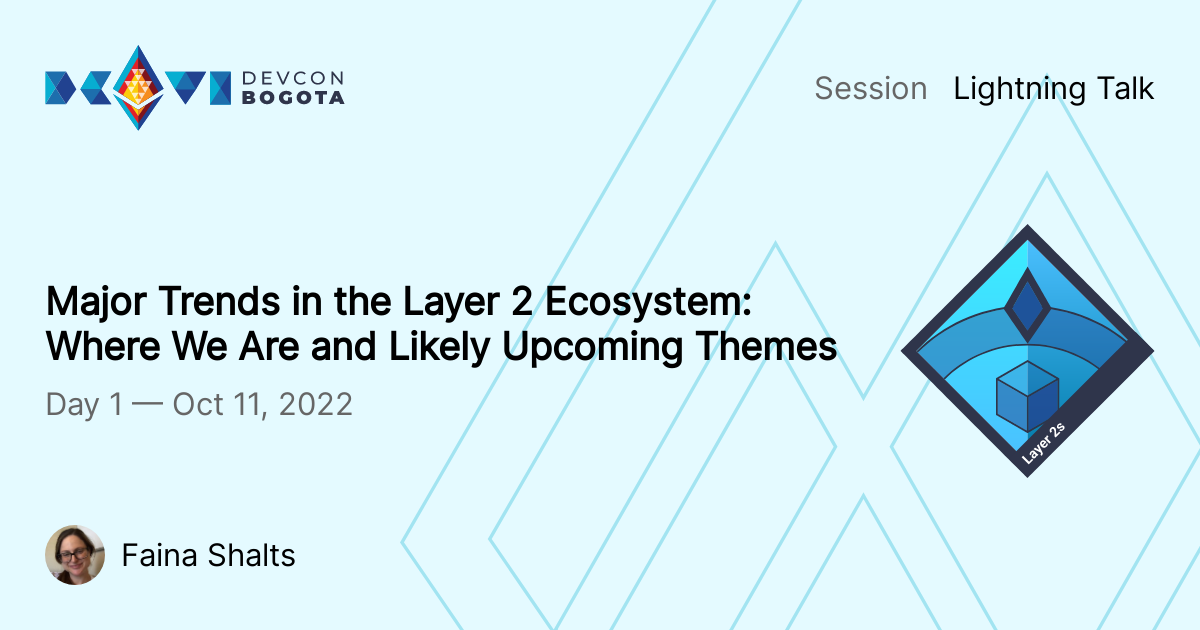 DEVCON
BOGOTA
Session Lightning Talk
Major Trends in the Layer 2 Ecosystem:
Where We Are and Likely Upcoming Themes
Day 1 — Oct 11, 2022
Layer 2s
Faina Shalts